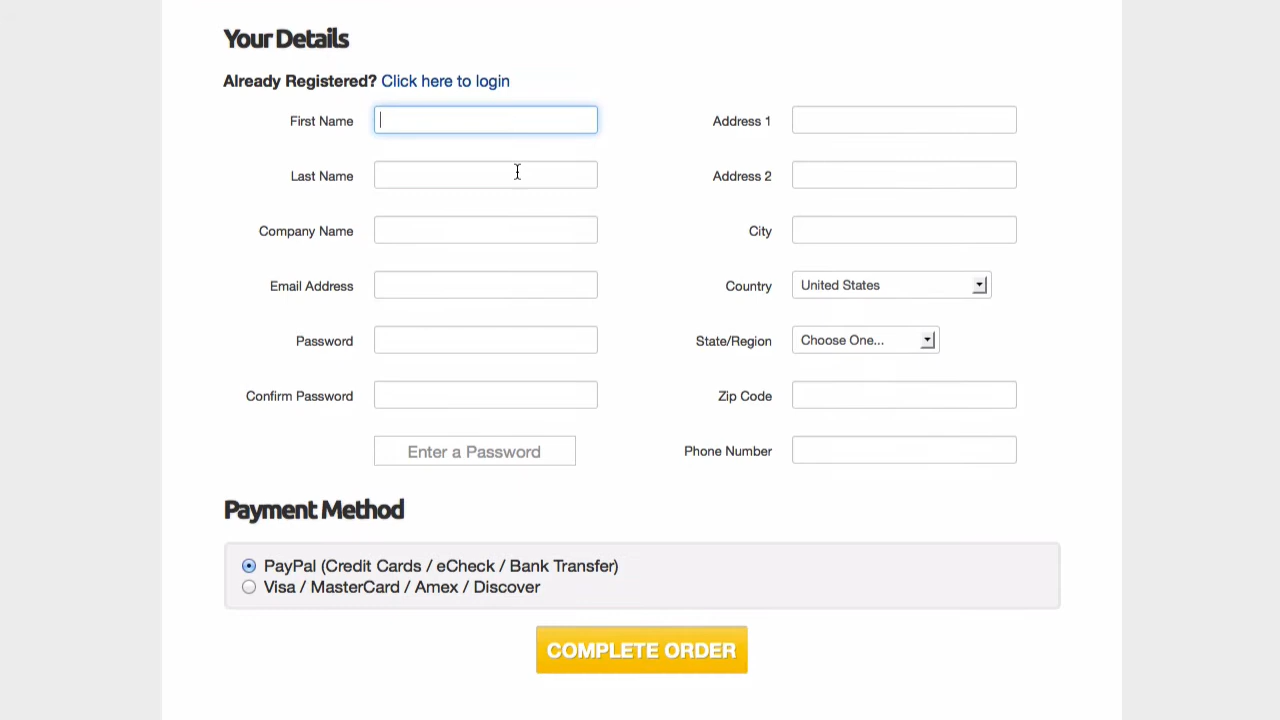 Your Details
Already Registered? Click here to login
First Name
Last Name
Company Name
Email Address
Password
Confirm Password
Enter a Password
Address 1
Address 2
City
Country United States
State/Region Choose One...
Zip Code
Phone Number
Payment Method
PayPal (Credit Cards / eCheck / Bank Transfer)
Visa / MasterCard / Amex / Discover
COMPLETE ORDER